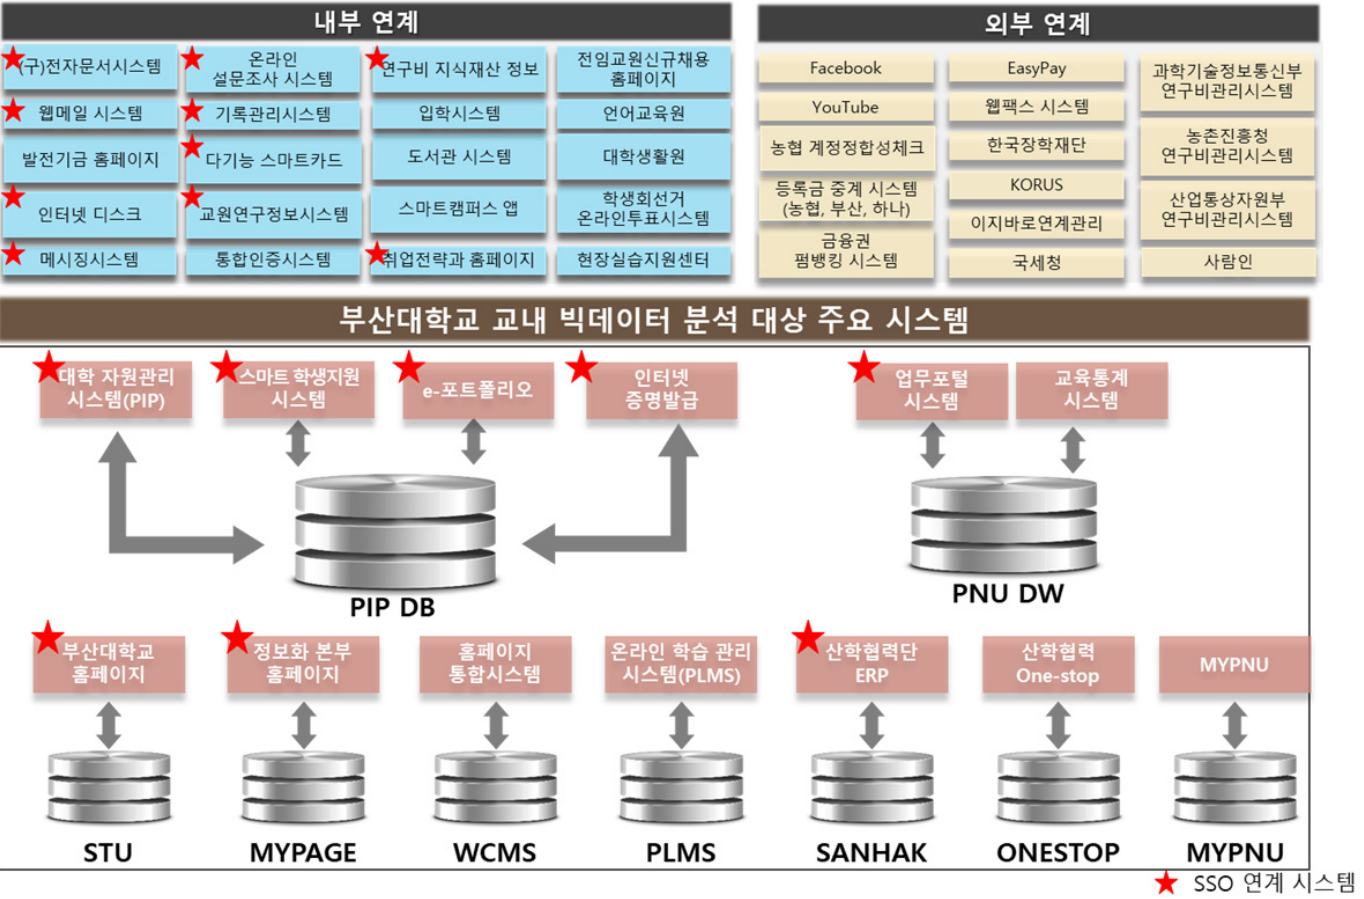 내부 연계
(구)전자문서시스템
온라인
설문조사 시스템
연구비 지식재산 정보
전임교원신규채용
홈페이지
웹메일 시스템
기록관리시스템
입학시스템
언어교육원
발전기금 홈페이지
다기능 스마트카드
도서관 시스템
대학생활원
인터넷 디스크
교원연구정보시스템
스마트캠퍼스 앱
학생회선거
온라인투표시스템
메시징시스템
통합인증시스템
취업전략과 홈페이지
현장실습지원센터
외부 연계
Facebook
EasyPay
과학기술정보통신부
연구비관리시스템
YouTube
웹팩스 시스템
농협 계정정합성체크
한국장학재단
농촌진흥청
연구비관리시스템
등록금 중계 시스템
(농협, 부산, 하나)
KORUS
산업통상자원부
연구비관리시스템
이지바로연계관리
금융권
펌뱅킹 시스템
국세청
사람인
부산대학교 교내 빅데이터 분석 대상 주요 시스템
대학 자원관리
시스템(PIP)
스마트 학생지원
시스템
e-포트폴리오
인터넷
증명발급
업무포털
시스템
교육통계
시스템
PIP DB
PNU DW
부산대학교
홈페이지
정보화 본부
홈페이지
홈페이지
통합시스템
온라인 학습 관리
시스템(PLMS)
산학협력단
ERP
산학협력
One-stop
MYPNU
STU
MYPAGE
WCMS
PLMS
SANHAK
ONESTOP
MYPNU
SSO 연계 시스템